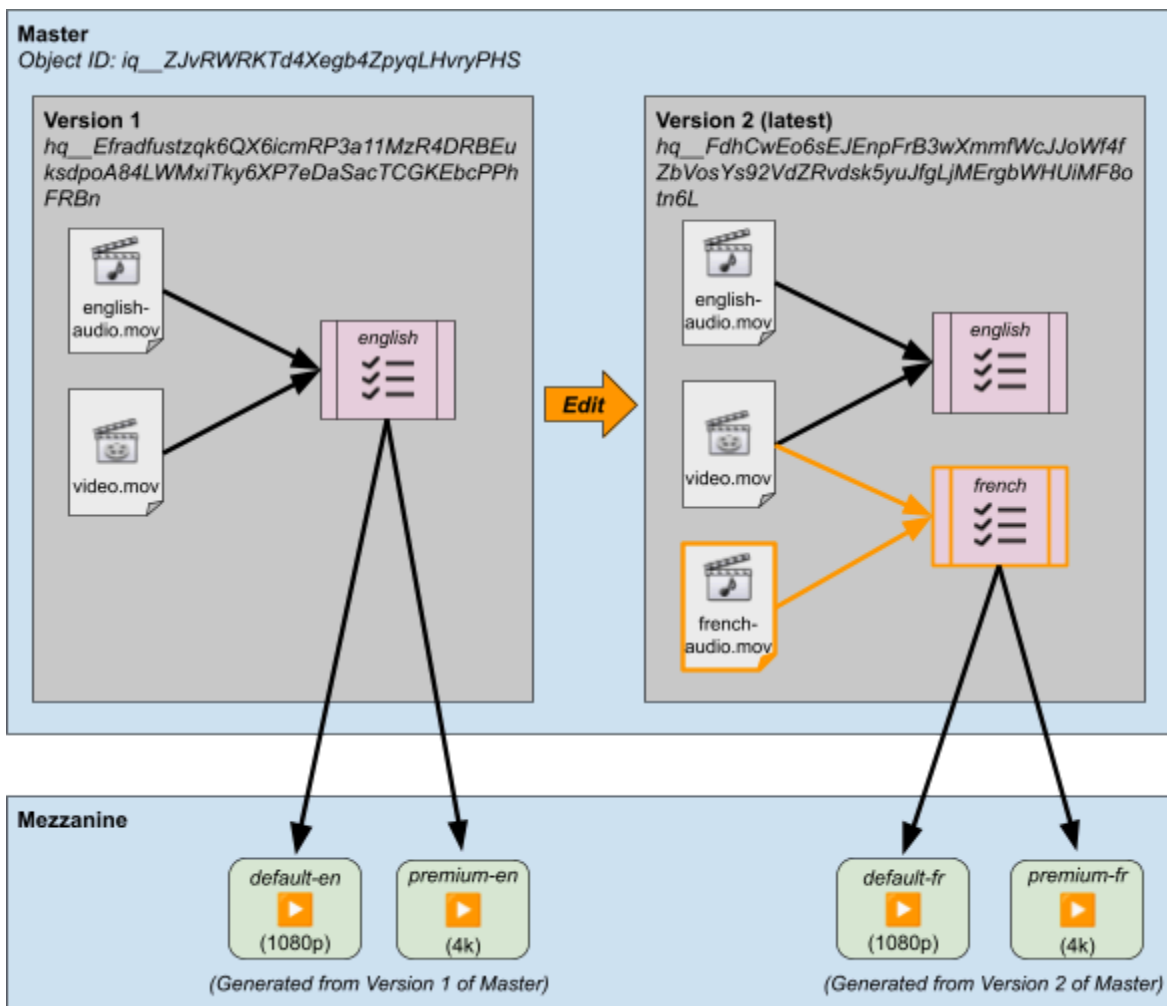 Master
Object ID: iq__ZJvRWRKTd4Xegb4ZpyqLHvryPHS
Version 1
hq__Efradfustzqk6QX6icmRP3a11MzR4DRBEu
ksdpoA84LWMxiTky6XP7eDaSacTCGKEbcPPh
FRBn
english-
audio.mov
video.mov
english
Edit
Version 2 (latest)
hq__FdhCwEo6sEJEnpFrB3wXmmfWcJJoWf4f
ZbVosYs92VdZRvdsk5yuJfgLjMErgbWHUiMF8o
tn6L
english-
audio.mov
video.mov
french-
audio.mov
english
french
Mezzanine
default-en
(1080p)
premium-en
(4k)
(Generated from Version 1 of Master)
default-fr
(1080p)
premium-fr
(4k)
(Generated from Version 2 of Master)